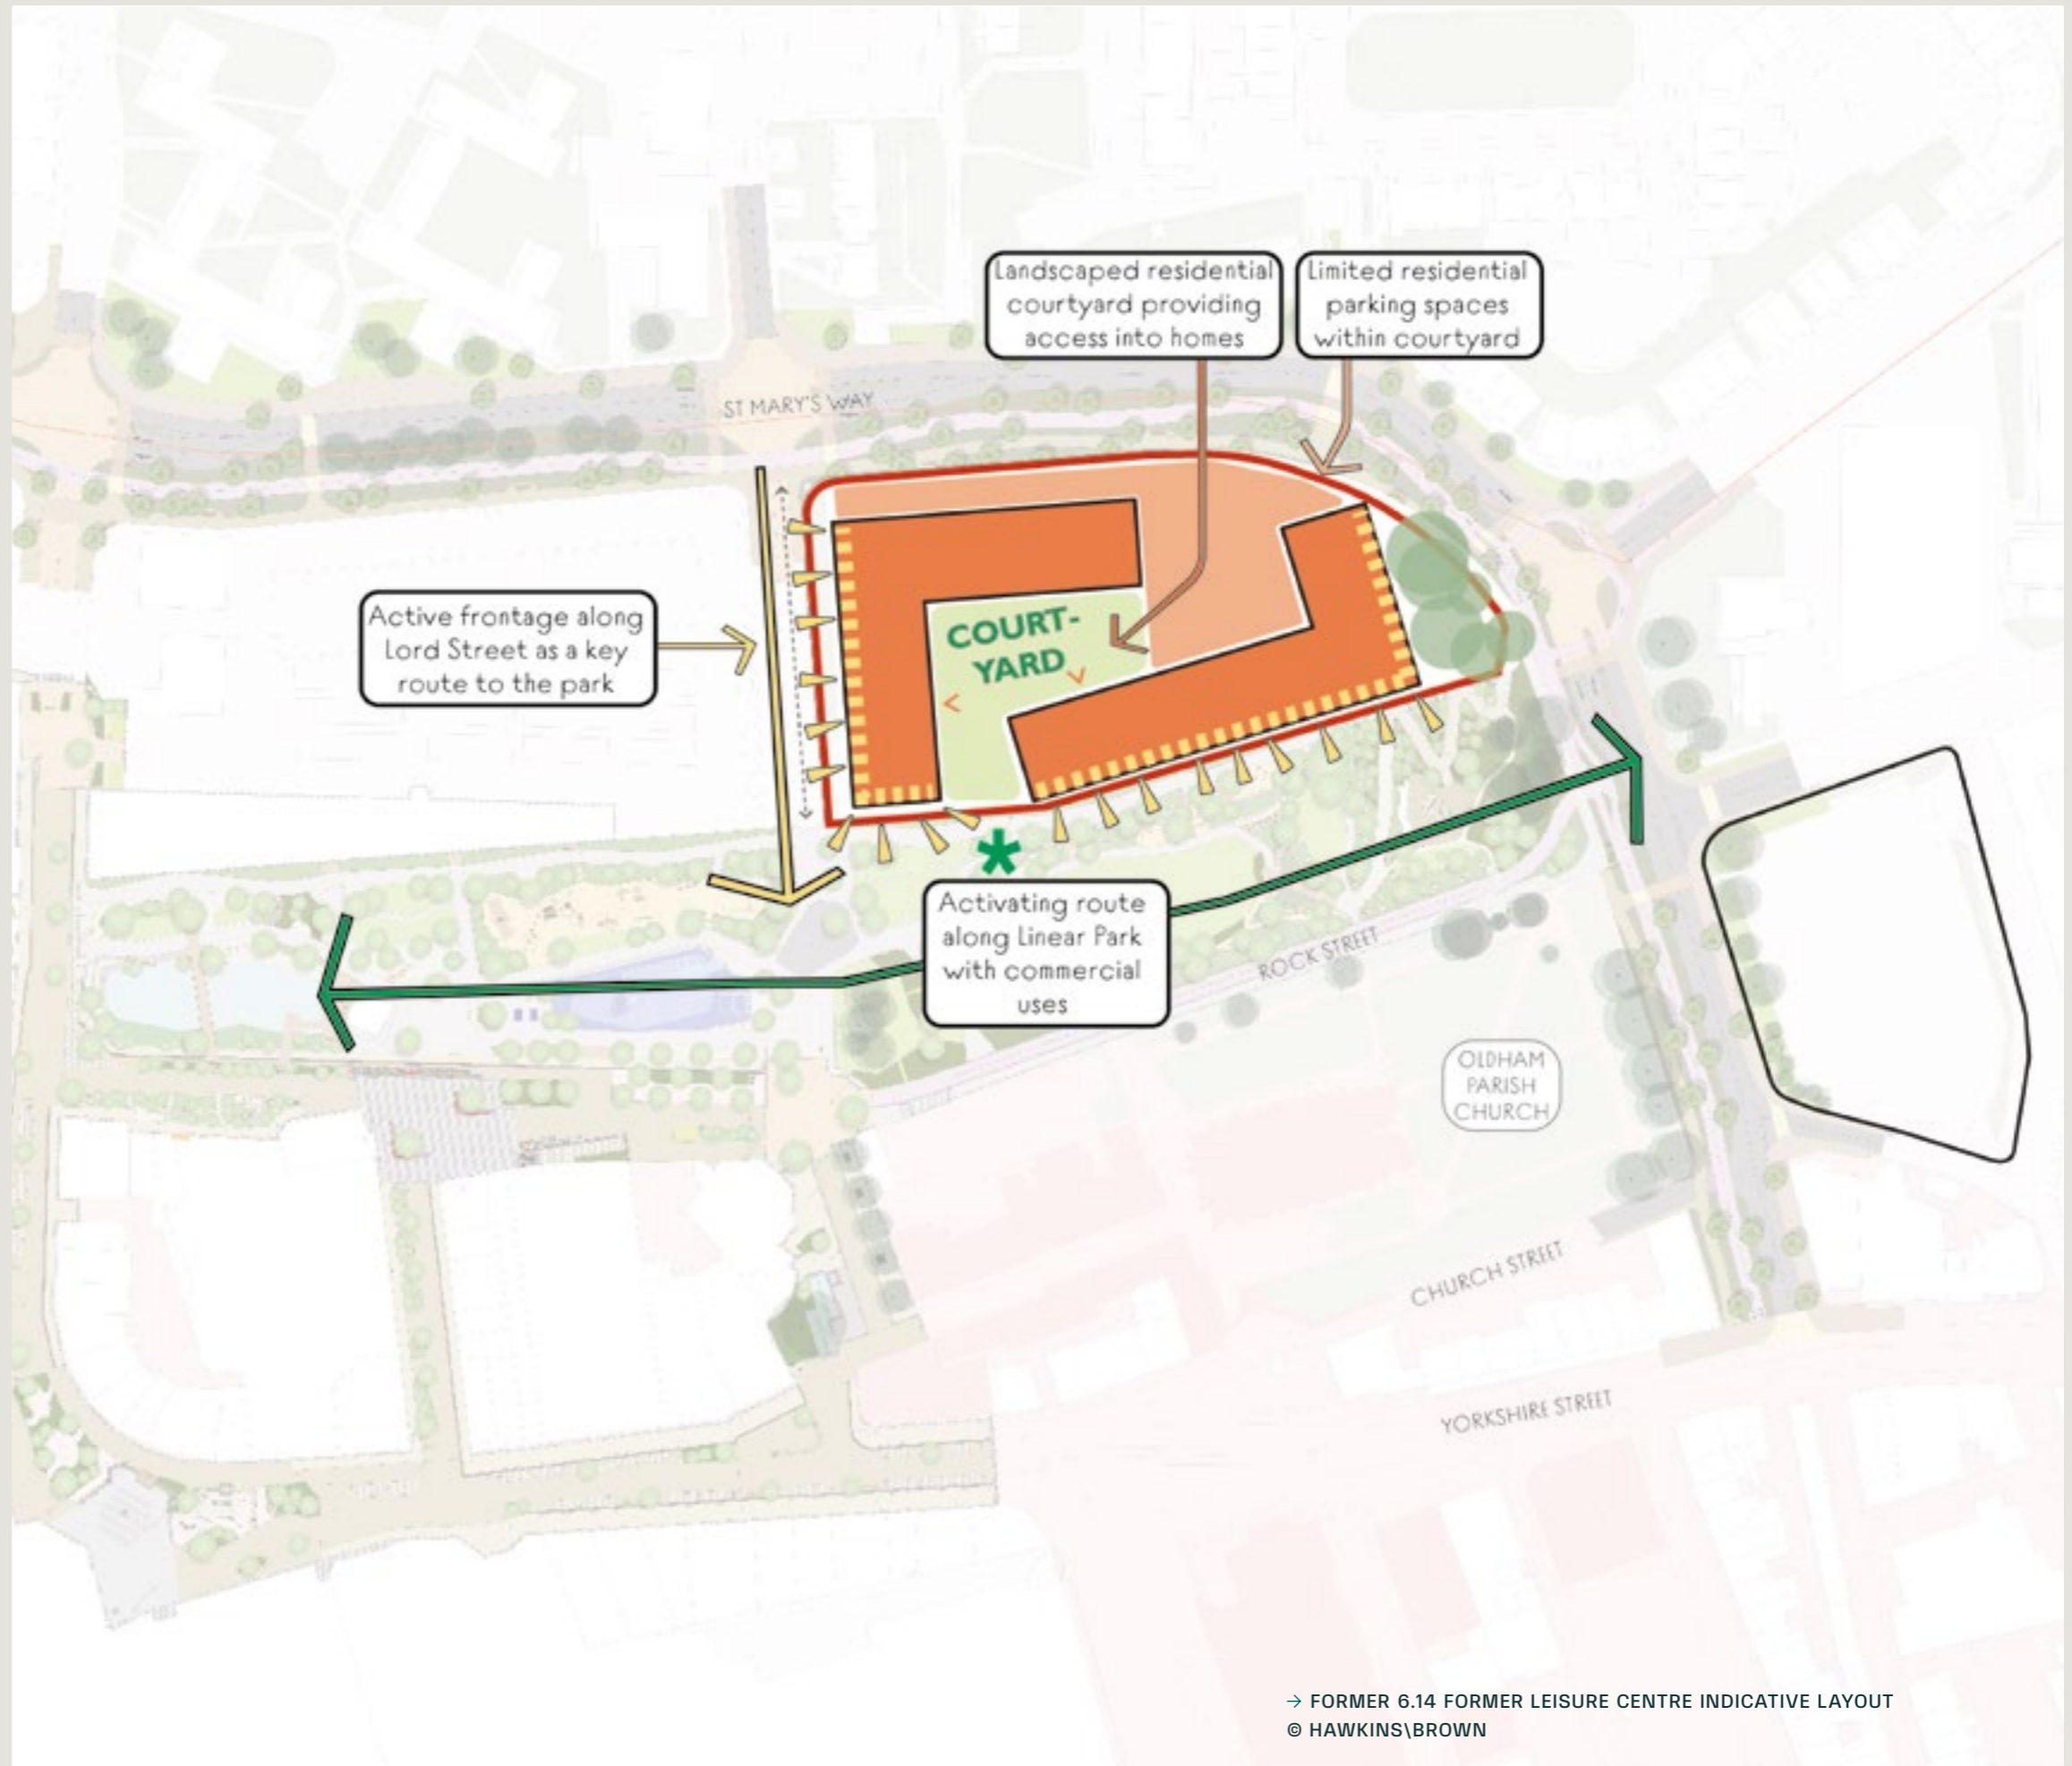 Landscaped residential
courtyard providing
access into homes
Limited residential
parking spaces
within courtyard
ST MARY'S WAY
Active frontage along
Lord Street as a key
route to the park
COURT-
YARD
Activating route
along Linear Park
with commercial
uses
ROCK STREET
OLDHAM
PARISH
CHURCH
CHURCH STREET
YORKSHIRE STREET
→ FORMER 6.14 FORMER LEISURE CENTRE INDICATIVE LAYOUT
© HAWKINS\BROWN